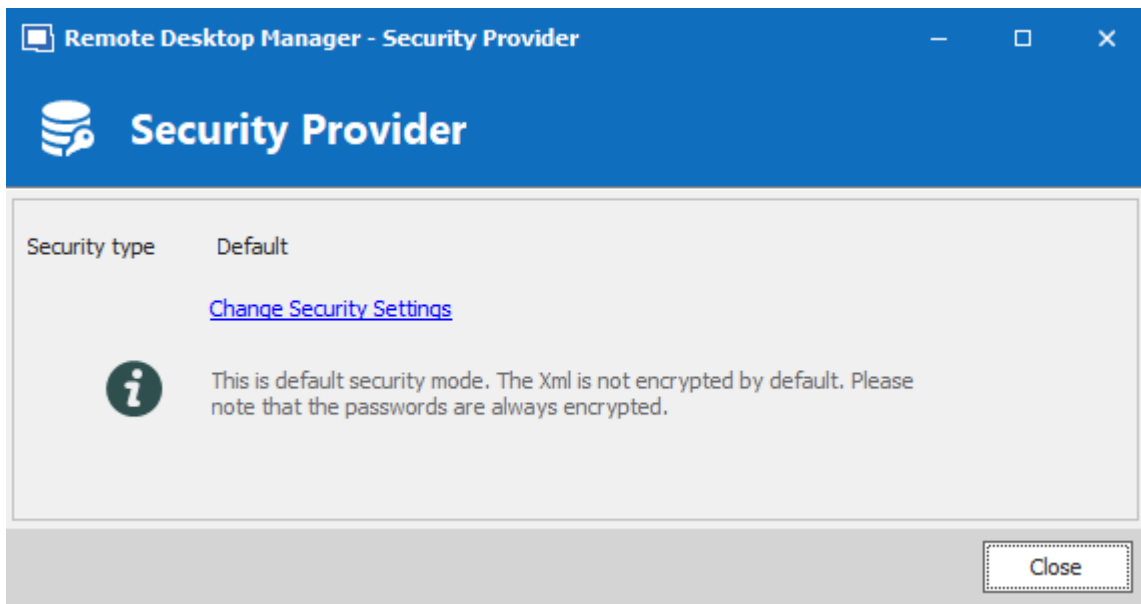 Remote Desktop Manager - Security Provider
Security Provider
Security type Default
Change Security Settings
This is default security mode. The Xml is not encrypted by default. Please
note that the passwords are always encrypted.
Close